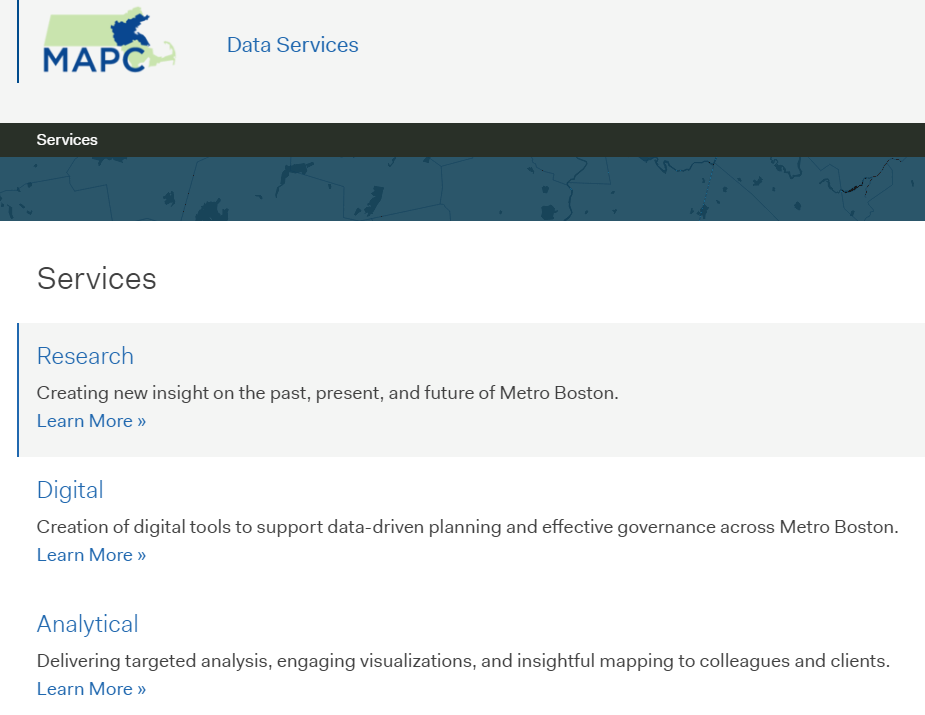 MAPC
Data Services
Services
Services
Research
Creating new insight on the past, present, and future of Metro Boston.
Learn More »
Digital
Creation of digital tools to support data-driven planning and effective governance across Metro Boston.
Learn More »
Analytical
Delivering targeted analysis, engaging visualizations, and insightful mapping to colleagues and clients.
Learn More »